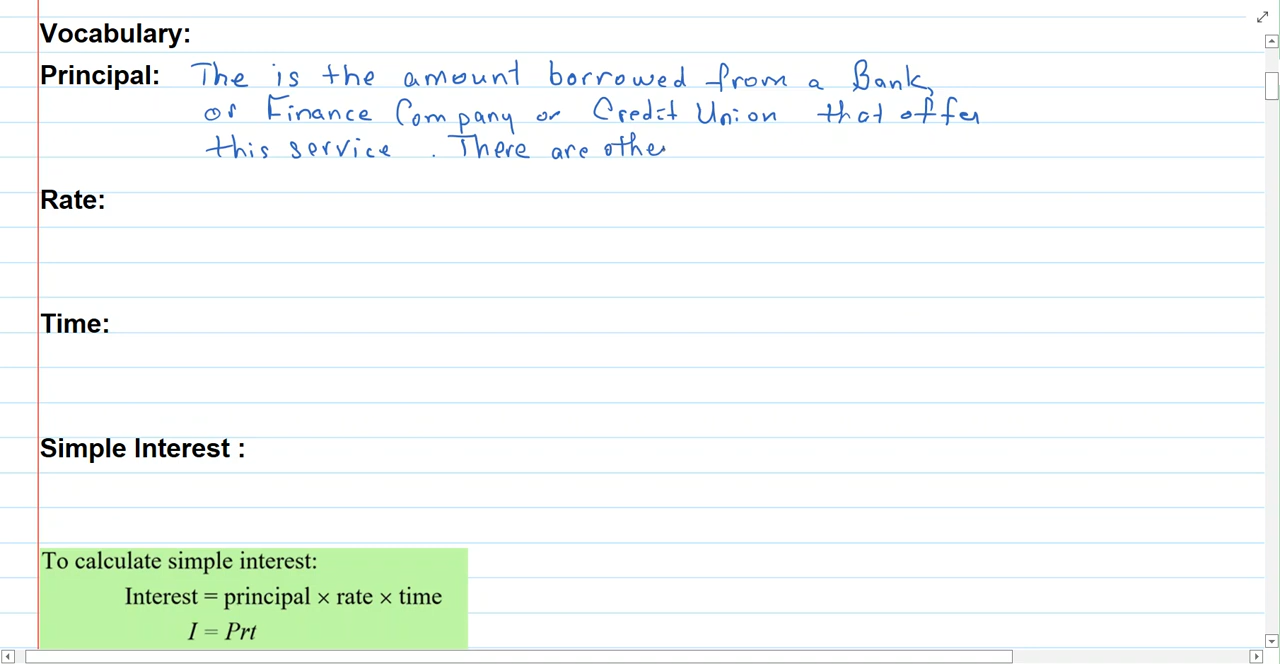 Vocabulary:
Principal: The is the amount borrowed from a Bank,
or Finance Company or Credit Union that offer
this service . There are othe
Rate:
Time:
Simple Interest :
To calculate simple interest:
Interest = principal × rate × time
I = Prt